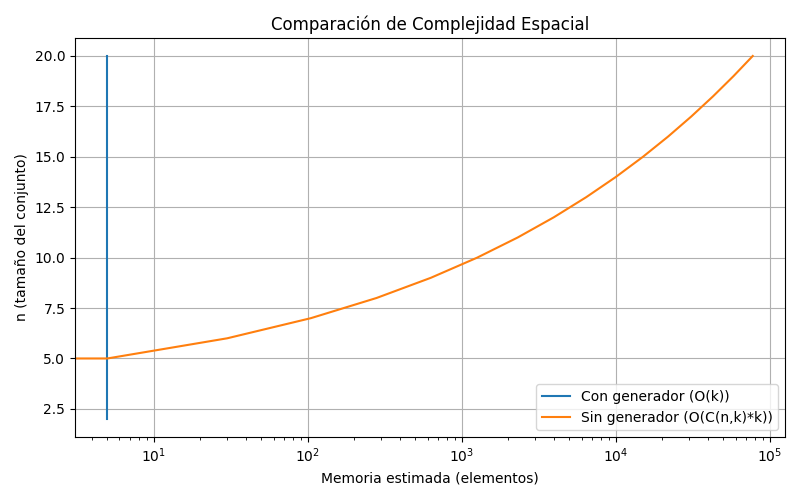 Comparación de Complejidad Espacial
20.0
17.5
15.0
12.5
10.0
7.5
5.0
2.5
n (tamaño del conjunto)
Con generador (O(k))
Sin generador (O(C(n,k)*k))
10¹
10²
10³
10⁴
10⁵
Memoria estimada (elementos)